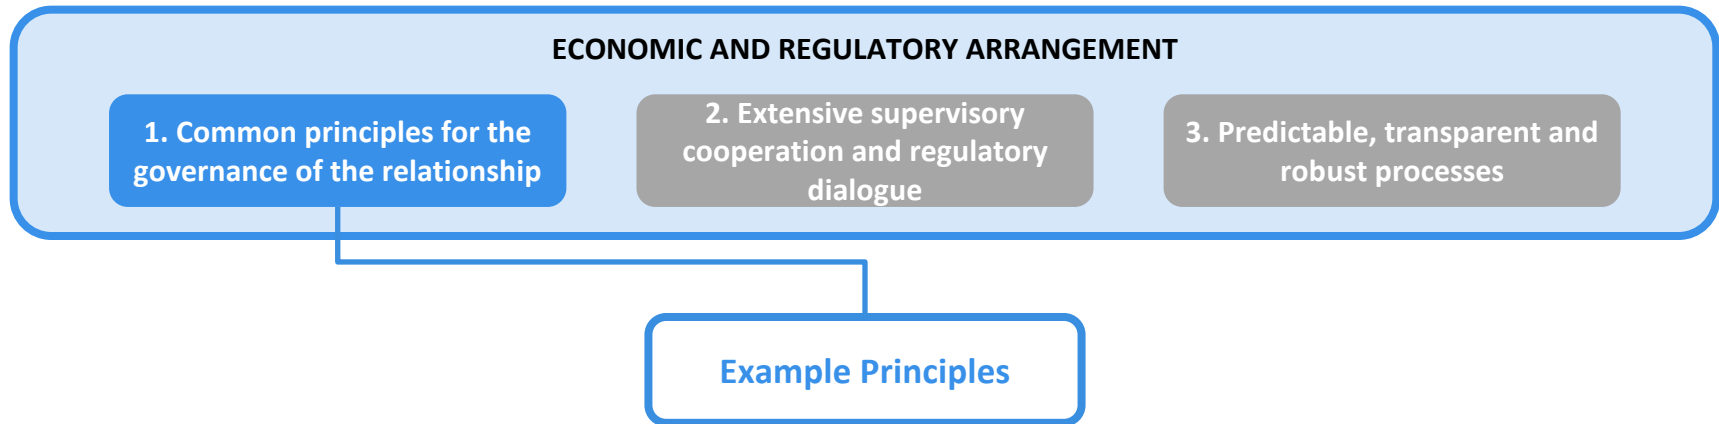 ECONOMIC AND REGULATORY ARRANGEMENT
1. Common principles for the
governance of the relationship
2. Extensive supervisory
cooperation and regulatory
dialogue
3. Predictable, transparent and
robust processes
Example Principles